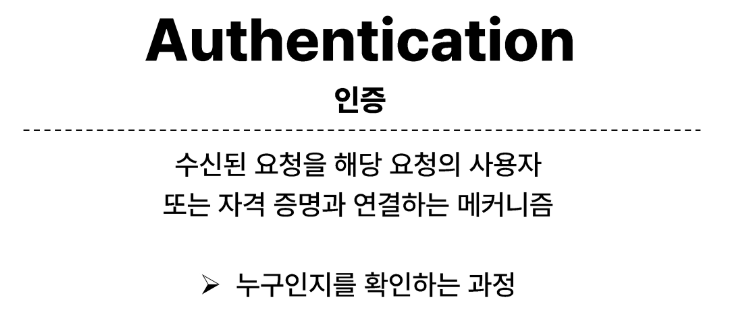 Authentication
인증
수신된 요청을 해당 요청의 사용자
또는 자격 증명과 연결하는 메커니즘
➢ 누구인지를 확인하는 과정